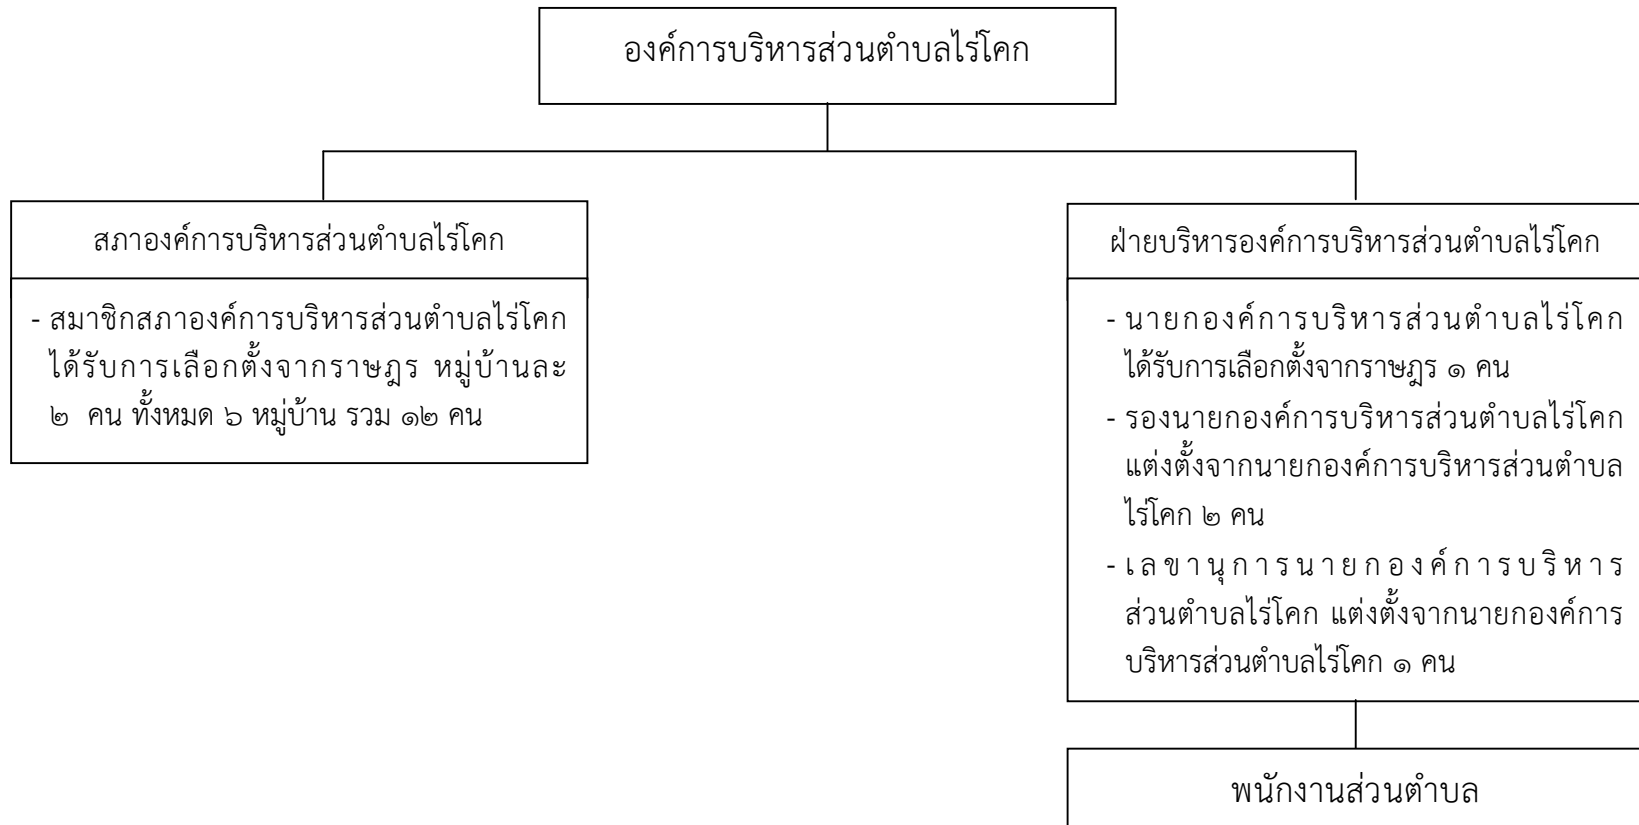 องค์การบริหารส่วนตำบลไร่โคก
สภาองค์การบริหารส่วนตำบลไร่โคก
- สมาชิกสภาองค์การบริหารส่วนตำบลไร่โคก
ได้รับการเลือกตั้งจากราษฎร หมู่บ้านละ
๒ คน ทั้งหมด ๖ หมู่บ้าน รวม ๑๒ คน
ฝ่ายบริหารองค์การบริหารส่วนตำบลไร่โคก
- นายกองค์การบริหารส่วนตำบลไร่โคก
ได้รับการเลือกตั้งจากราษฎร ๑ คน
- รองนายกองค์การบริหารส่วนตำบลไร่โคก
แต่งตั้งจากนายกองค์การบริหารส่วนตำบล
ไร่โคก ๒ คน
- เลขานุการนายกองค์การบริหาร
ส่วนตำบลไร่โคก แต่งตั้งจากนายกองค์การ
บริหารส่วนตำบลไร่โคก ๑ คน
พนักงานส่วนตำบล